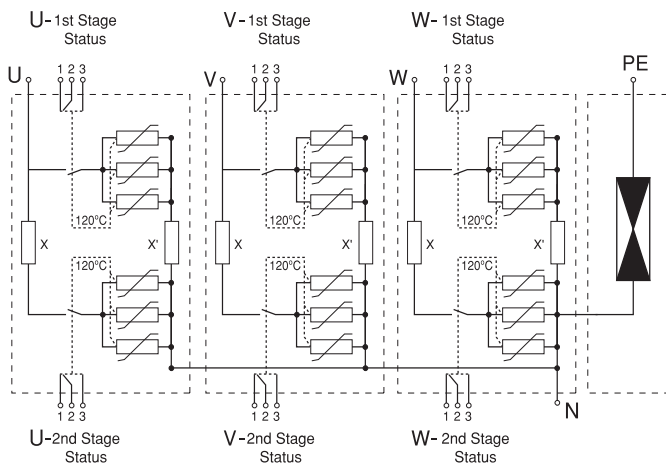 U-1st Stage
Status
V-1st Stage
Status
W-1st Stage
Status
U
1 2 3
V
1 2 3
W
1 2 3
PE
120°C
120°C
120°C
X
X'
X
X'
X
X'
120°C
120°C
120°C
1 2 3
1 2 3
1 2 3
N
U-2nd Stage
Status
V-2nd Stage
Status
W-2nd Stage
Status